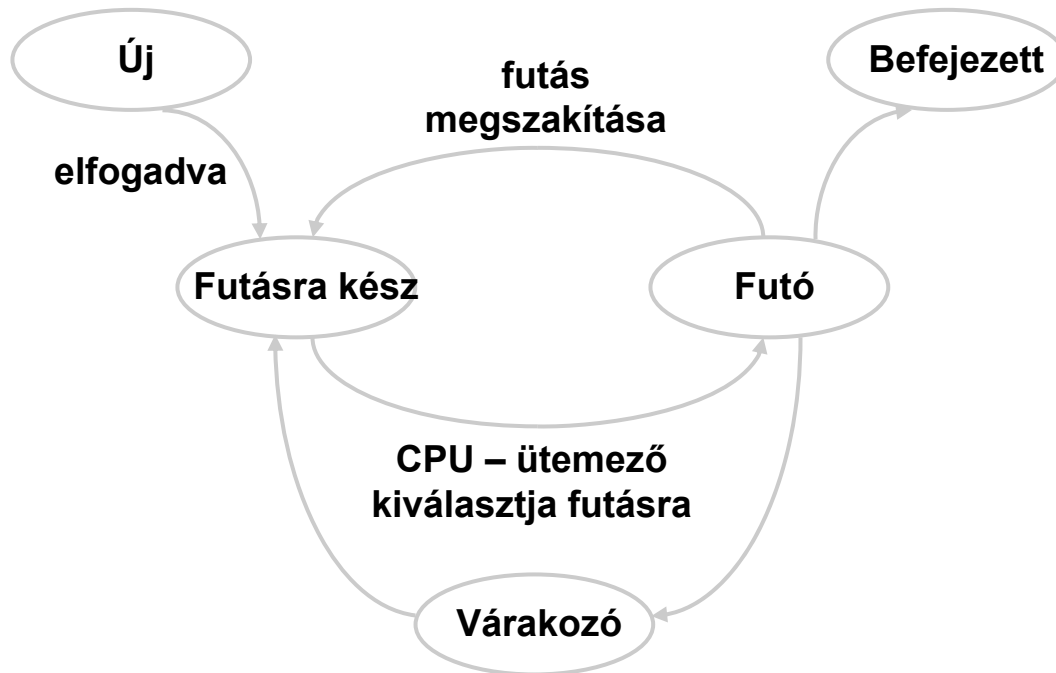 Új
Befejezett
futás
megszakítása
elfogadva
Futásra kész
Futó
CPU – ütemező
kiválasztja futásra
Várakozó